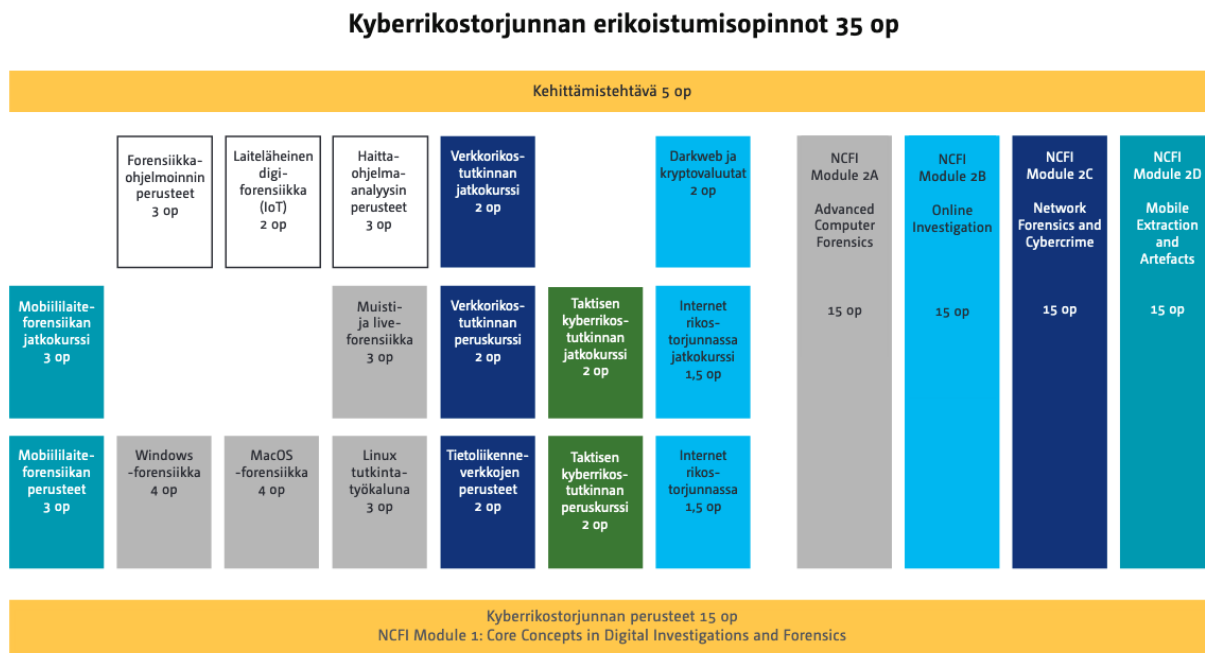 Kyberrikostorjunnan erikoistumisopinnot 35 op
Kehittämistehtävä 5 op
Forensiikka-
ohjelmoinnin
perusteet
3 op
Laiteläheinen
digi-
forensiikka
(IoT)
2 op
Haitta-
ohjelma-
analyysin
perusteet
3 op
Verkkorikos-
tutkinnan
jatkokurssi
2 op
Darkweb ja
kryptovaluutat
2 op
NCFI
Module 2A
Advanced
Computer
Forensics
15 op
NCFI
Module 2B
Online
Investigation
15 op
NCFI
Module 2C
Network
Forensics and
Cybercrime
15 op
NCFI
Module 2D
Mobile
Extraction
and
Artefacts
15 op
Mobiililaite-
forensiikan
jatkokurssi
3 op
Muisti-
ja live-
forensiikka
3 op
Verkkorikos-
tutkinnan
peruskurssi
2 op
Taktisen
kyberrikos-
tutkinnan
jatkokurssi
2 op
Internet
rikos-
torjunnassa
jatkokurssi
1,5 op
Mobiililaite-
forensiikan
perusteet
3 op
Windows
-forensiikka
4 op
MacOS
-forensiikka
4 op
Linux
tutkinta-
työkaluna
3 op
Tietoliikenne-
verkkojen
perusteet
2 op
Taktisen
kyberrikos-
tutkinnan
peruskurssi
2 op
Internet
rikos-
torjunnassa
1,5 op
Kyberrikostorjunnan perusteet 15 op
NCFI Module 1: Core Concepts in Digital Investigations and Forensics